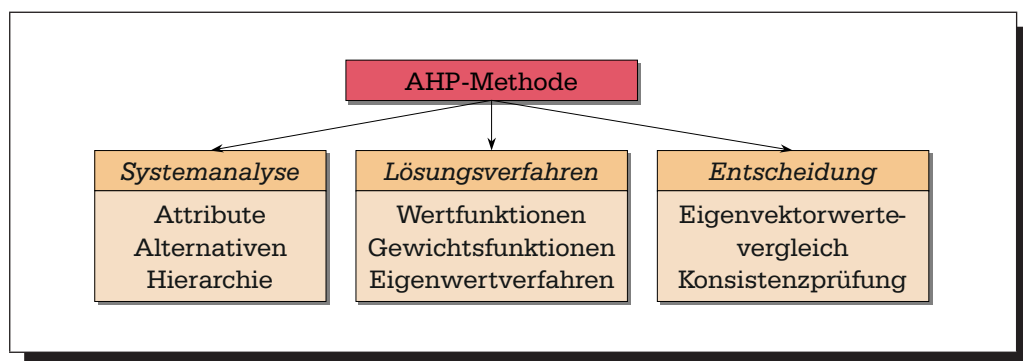 AHP-Methode
Systemanalyse
Attribute
Alternativen
Hierarchie
Lösungsverfahren
Wertfunktionen
Gewichtsfunktionen
Eigenwertverfahren
Entscheidung
Eigenvektorwerte-
vergleich
Konsistenzprüfung